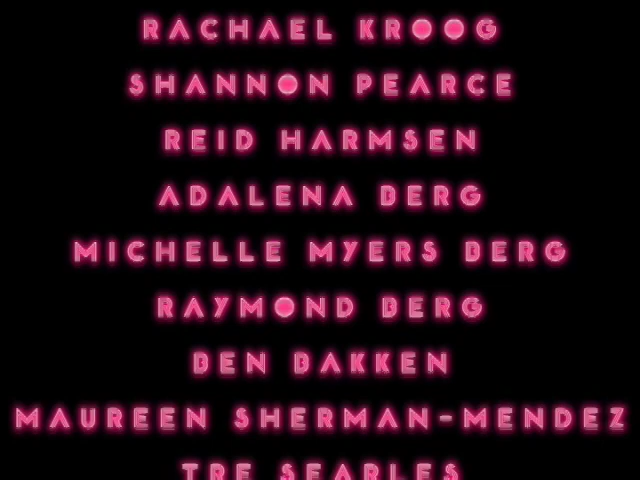 RACHAEL KROOG
SHANNON PEARCE
REID HARMSEN
ADALENA BERG
MICHELLE MYERS BERG
RAYMOND BERG
BEN BAKKEN
MAUREEN SHERMAN-MENDEZ
TRE SEARLES